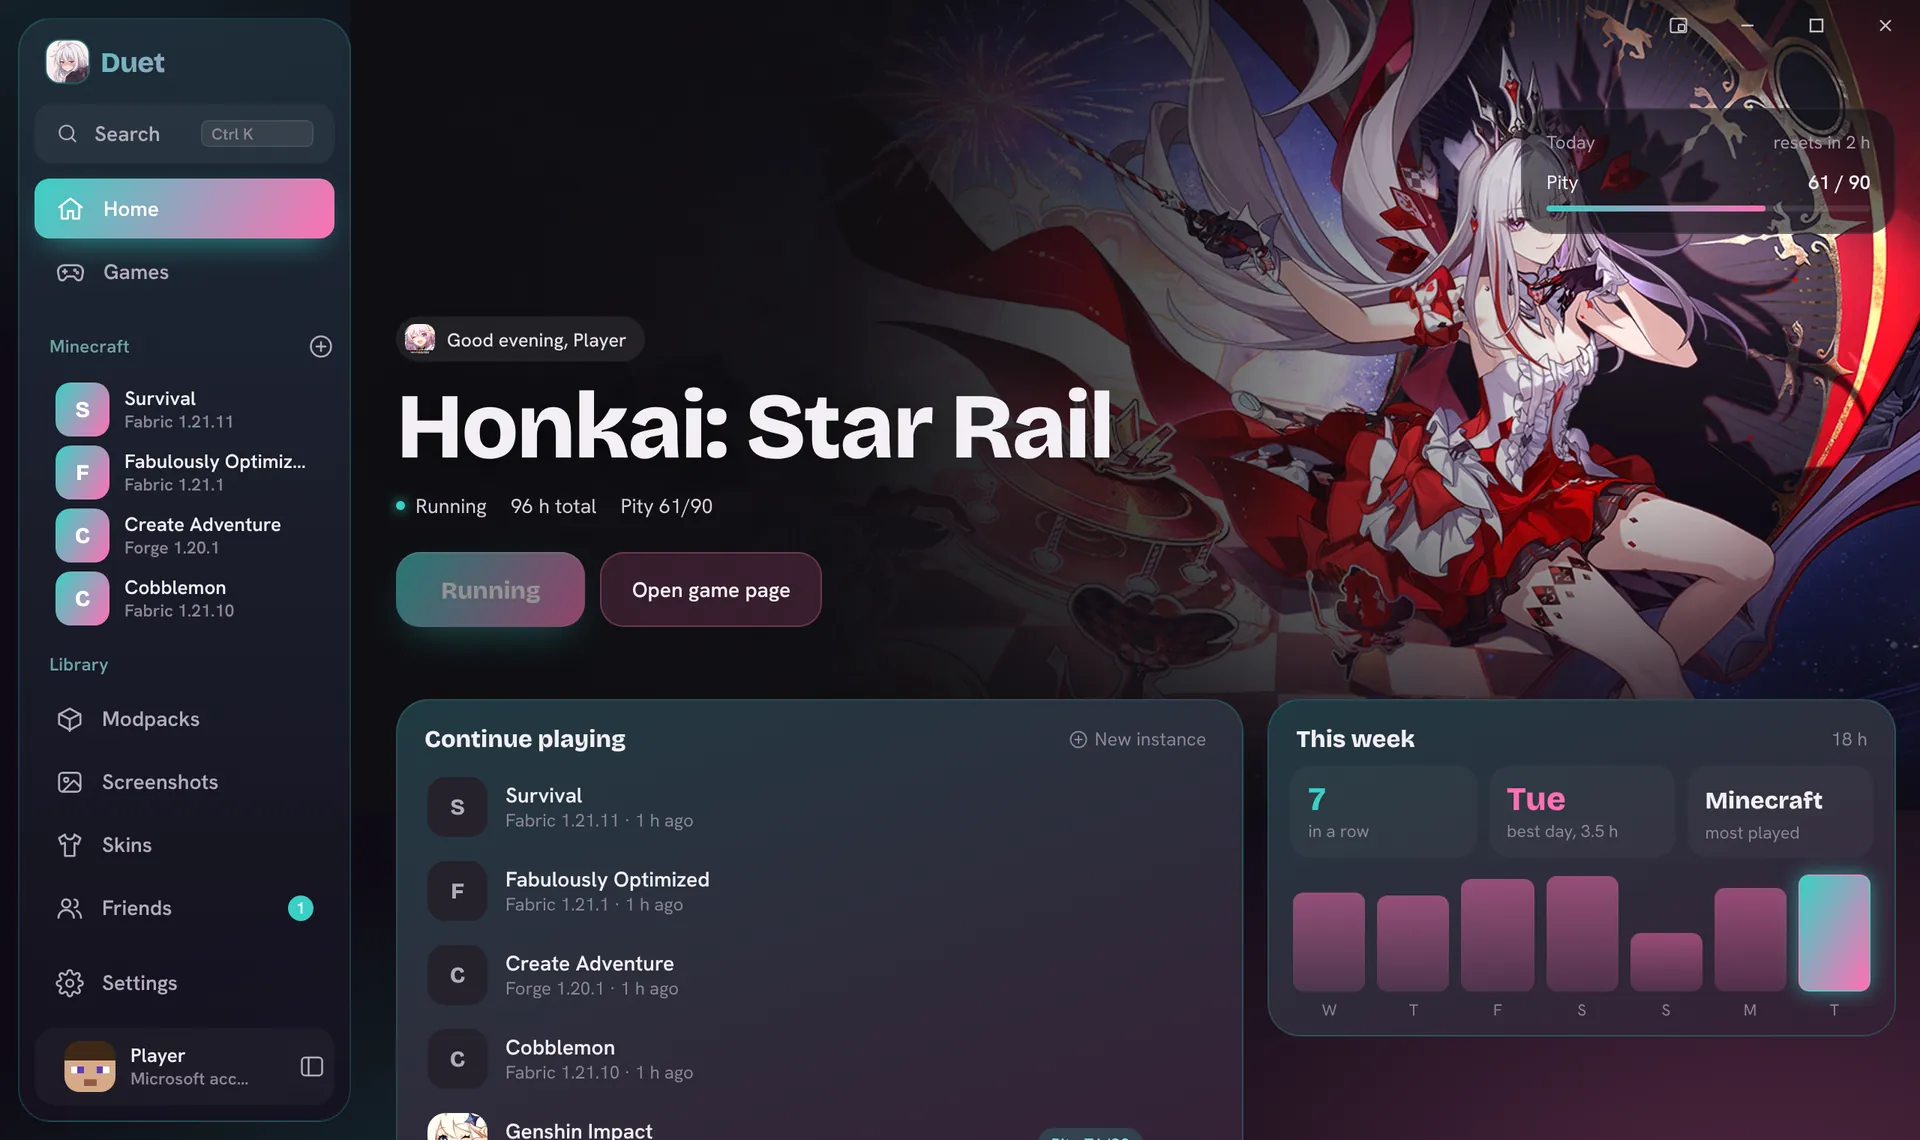 Duet
Search
Ctrl K
Home
Games
Minecraft
S
Survival
Fabric 1.21.11
F
Fabulously Optimiz...
Fabric 1.21.1
C
Create Adventure
Forge 1.20.1
C
Cobblemon
Fabric 1.21.10
Library
Modpacks
Screenshots
Skins
Friends
1
Settings
Player
Microsoft acc...
Today
resets in 2 h
Pity
61 / 90
Good evening, Player
Honkai: Star Rail
Running
96 h total
Pity 61/90
Running
Open game page
Continue playing
New instance
S
Survival
Fabric 1.21.11 · 1 h ago
F
Fabulously Optimized
Fabric 1.21.1 · 1 h ago
C
Create Adventure
Forge 1.20.1 · 1 h ago
C
Cobblemon
Fabric 1.21.10 · 1 h ago
Genshin Impact
This week
18 h
7
in a row
Tue
best day, 3.5 h
Minecraft
most played
W
T
F
S
S
M
T